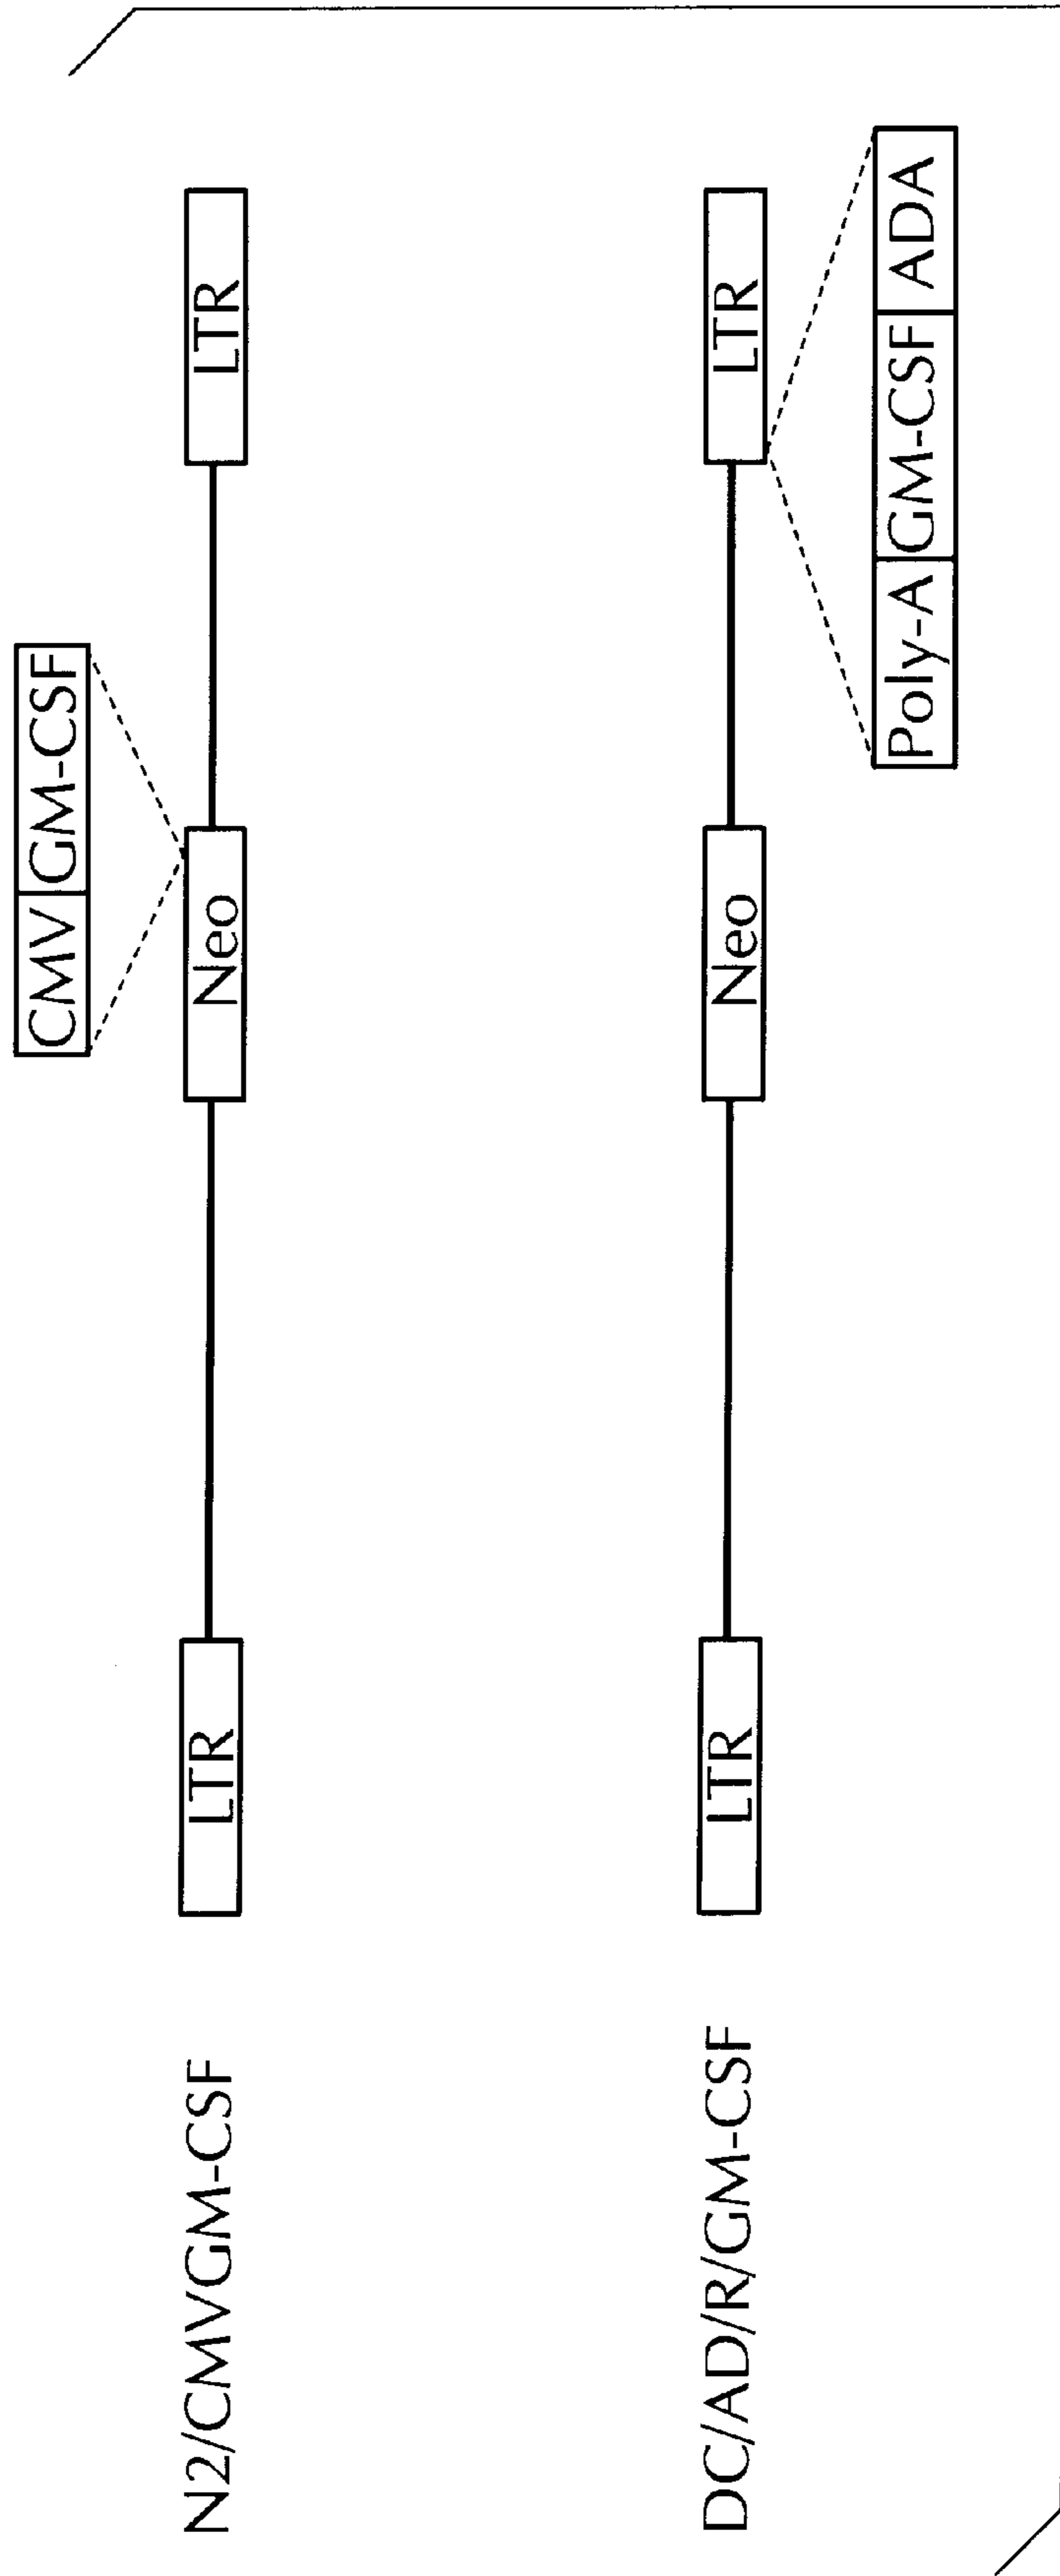 CMV GM-CSF
N2/CMVGM-CSF LTR Neo LTR
DC/AD/R/GM-CSF LTR Neo LTR
Poly-A GM-CSF ADA